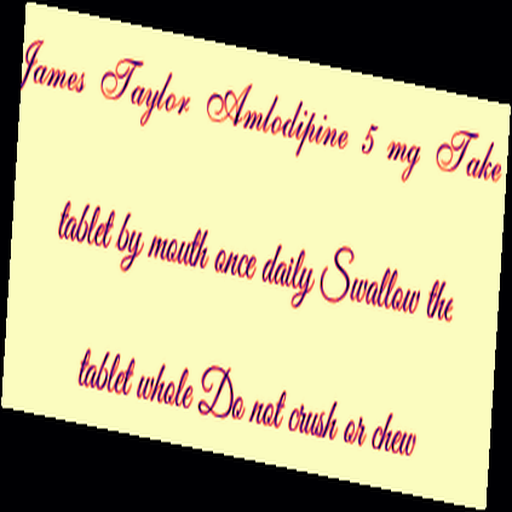 James Taylor Amlodipine 5 mg Take
tablet by mouth once daily Swallow the
tablet whole Do not crush or chew